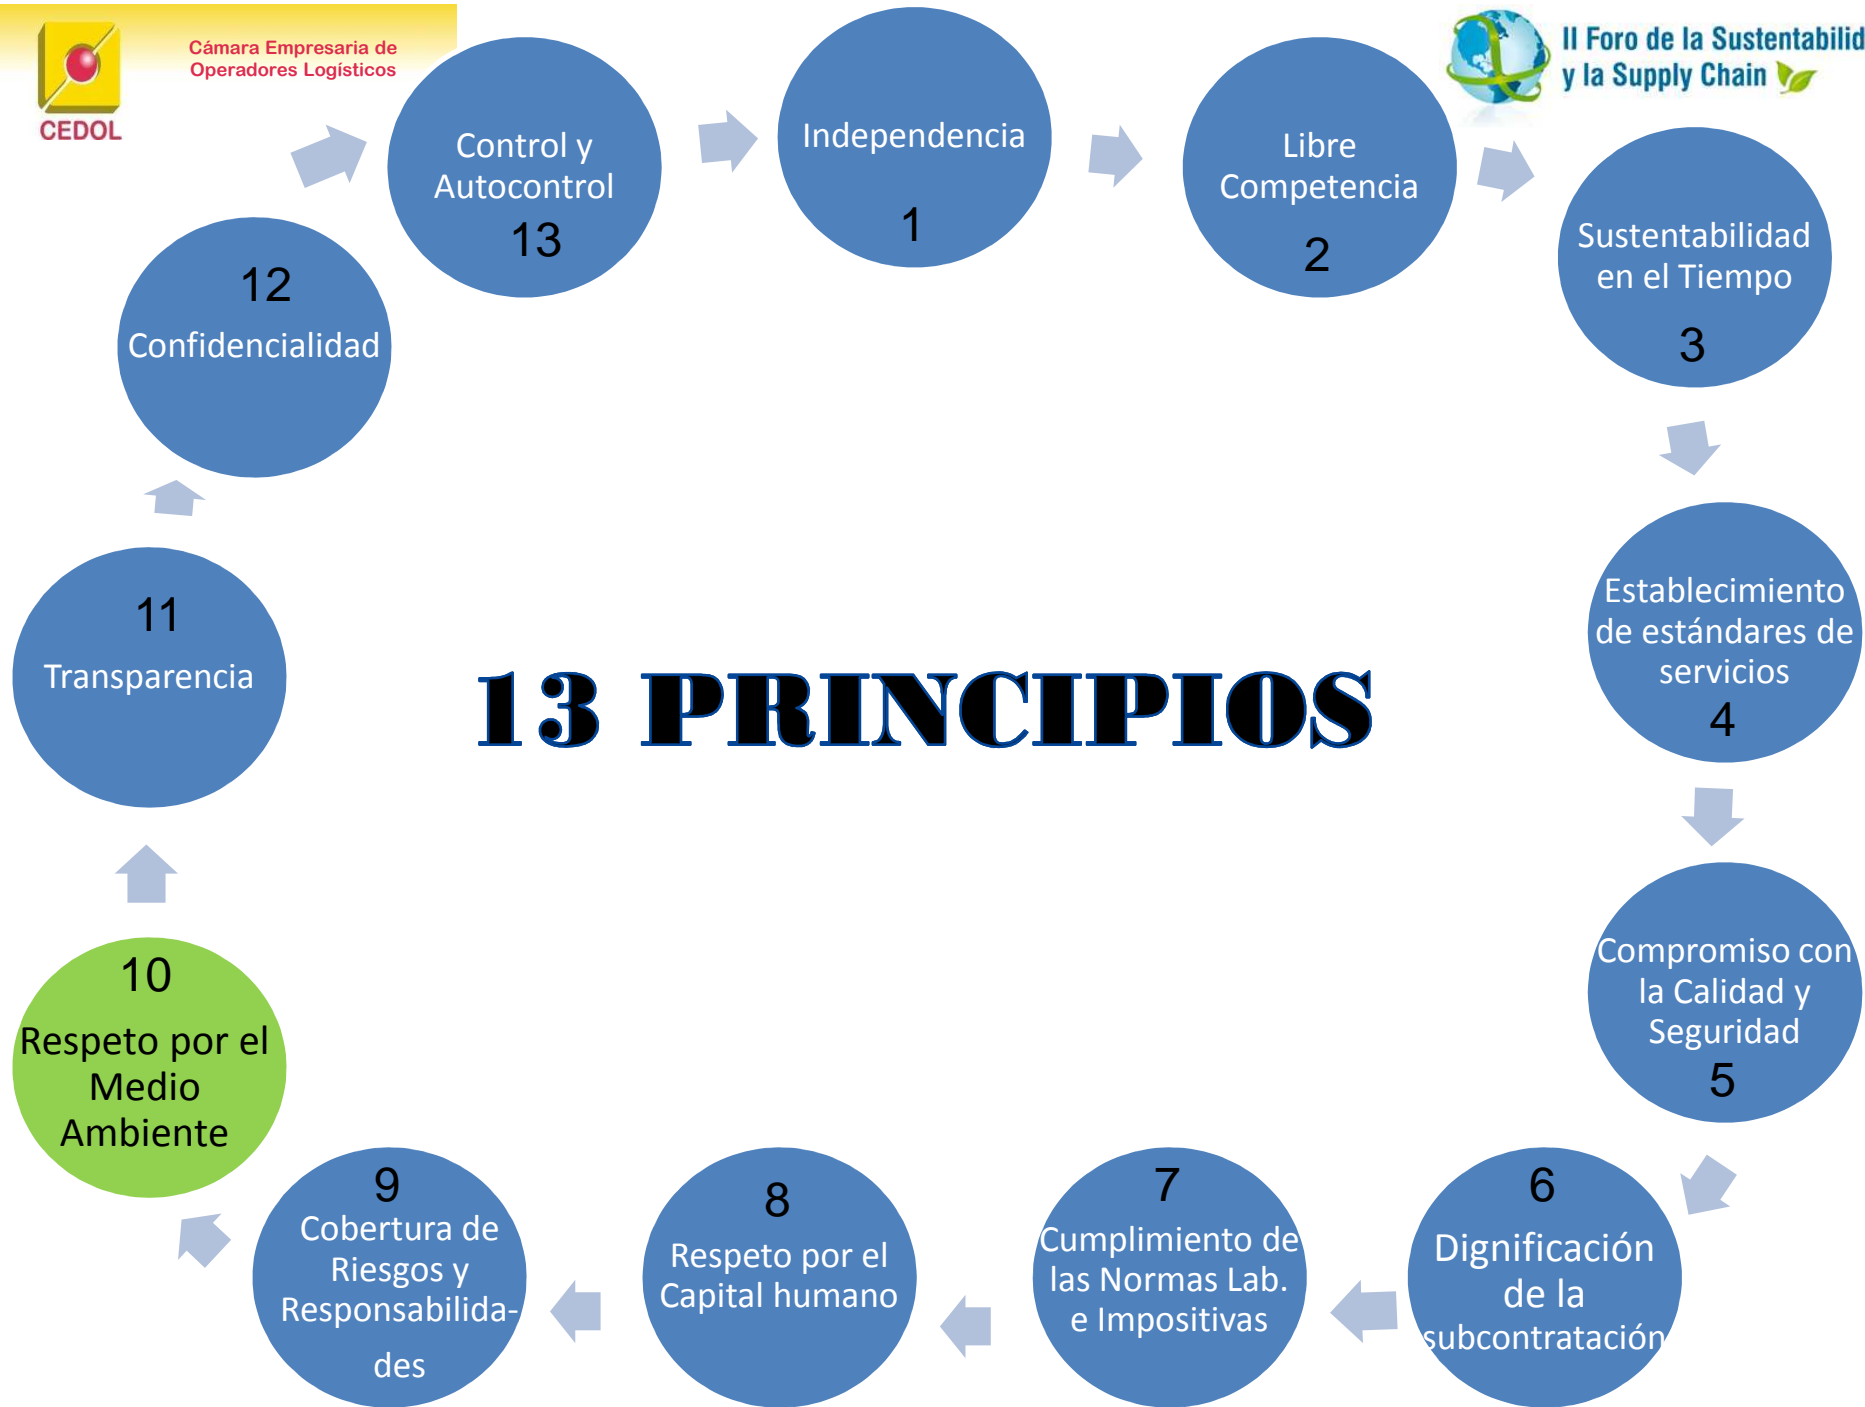 Cámara Empresaria de
Operadores Logísticos
CEDOL
II Foro de la Sustentabilid
y la Supply Chain
Independencia
1
Libre
Competencia
2
Sustentabilidad
en el Tiempo
3
Establecimiento
de estándares de
servicios
4
Compromiso con
la Calidad y
Seguridad
5
6
Dignificación
de la
subcontratación
7
Cumplimiento de
las Normas Lab.
e Impositivas
8
Respeto por el
Capital humano
9
Cobertura de
Riesgos y
Responsabilida-
des
10
Respeto por el
Medio
Ambiente
11
Transparencia
12
Confidencialidad
Control y
Autocontrol
13
13 PRINCIPIOS